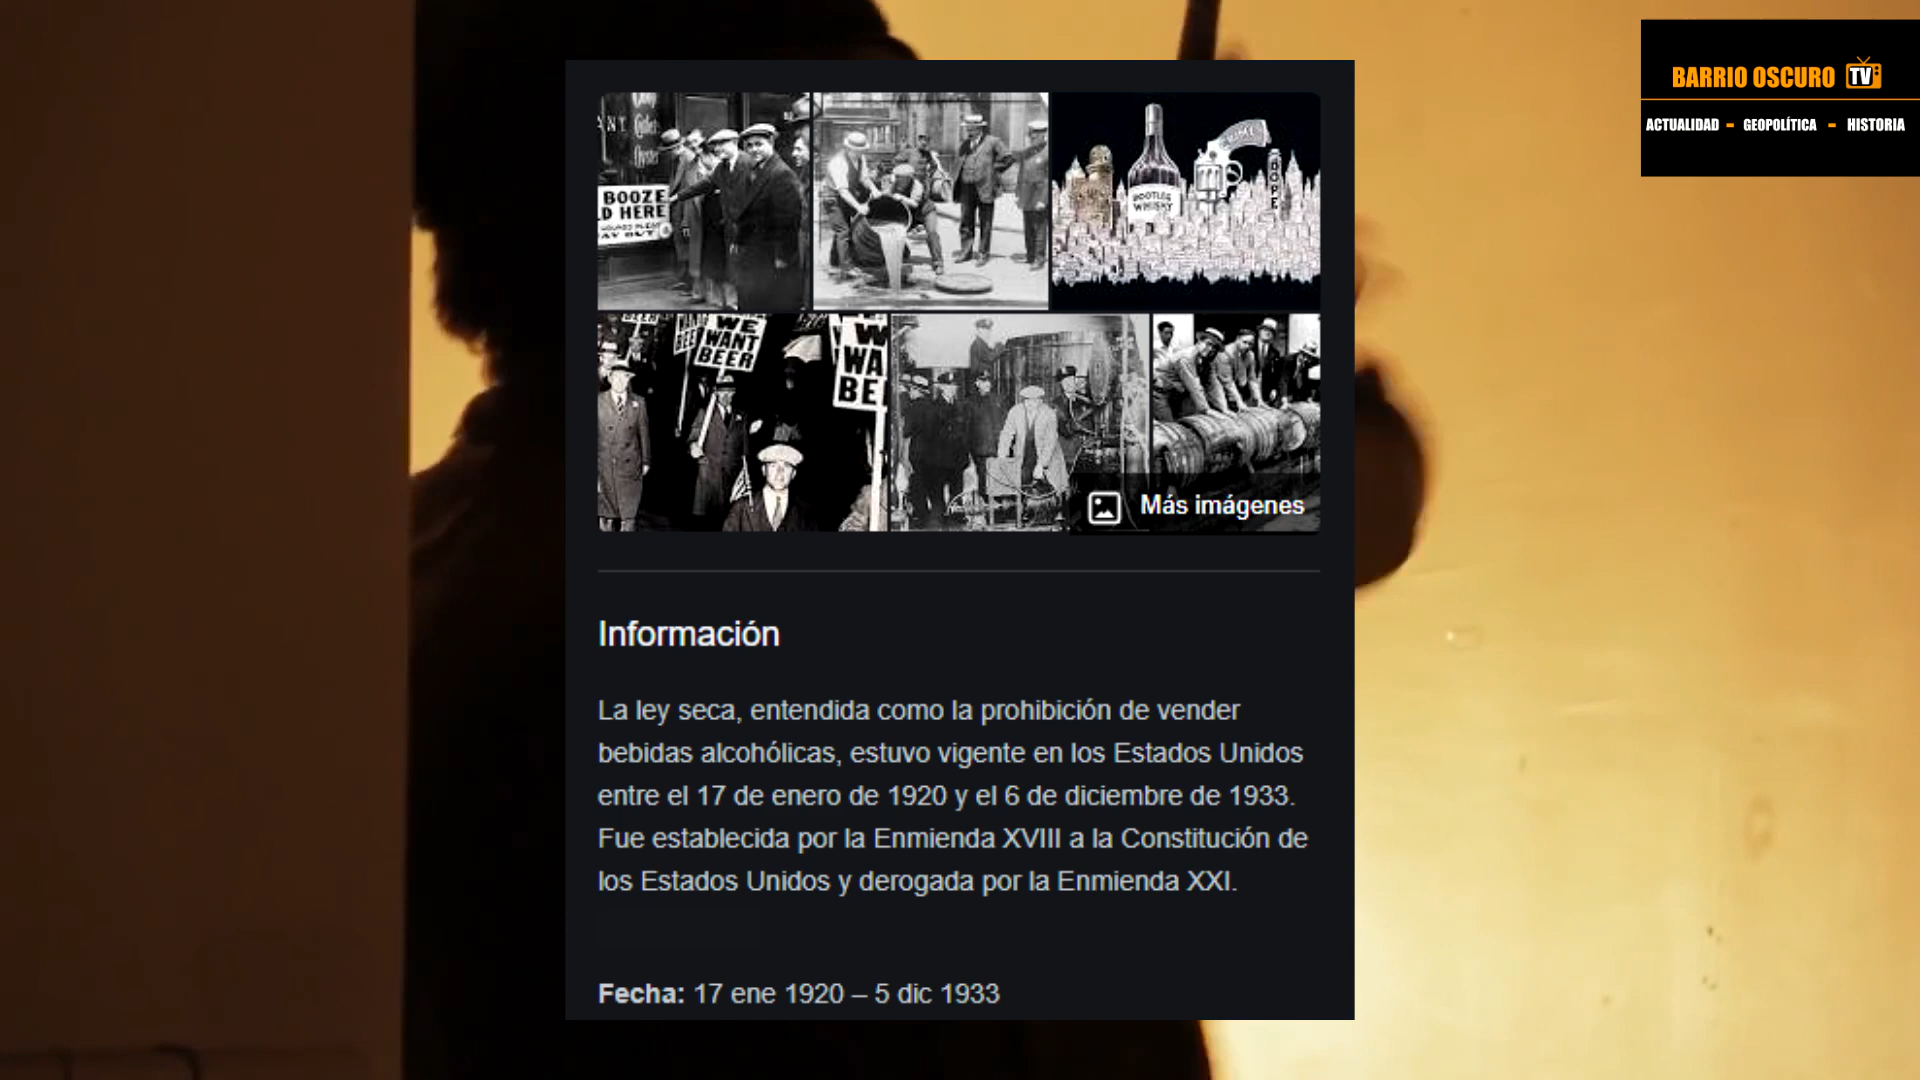 BARRIO OSCURO TV
ACTUALIDAD - GEOPOLÍTICA - HISTORIA
BOOZE
D HERE
AY OUT
BOOTLEG
WHISKY
DOPE
WE
WANT
BEER
W
WA
BE
Más imágenes
Información
La ley seca, entendida como la prohibición de vender
bebidas alcohólicas, estuvo vigente en los Estados Unidos
entre el 17 de enero de 1920 y el 6 de diciembre de 1933.
Fue establecida por la Enmienda XVIII a la Constitución de
los Estados Unidos y derogada por la Enmienda XXI.
Fecha: 17 ene 1920 – 5 dic 1933